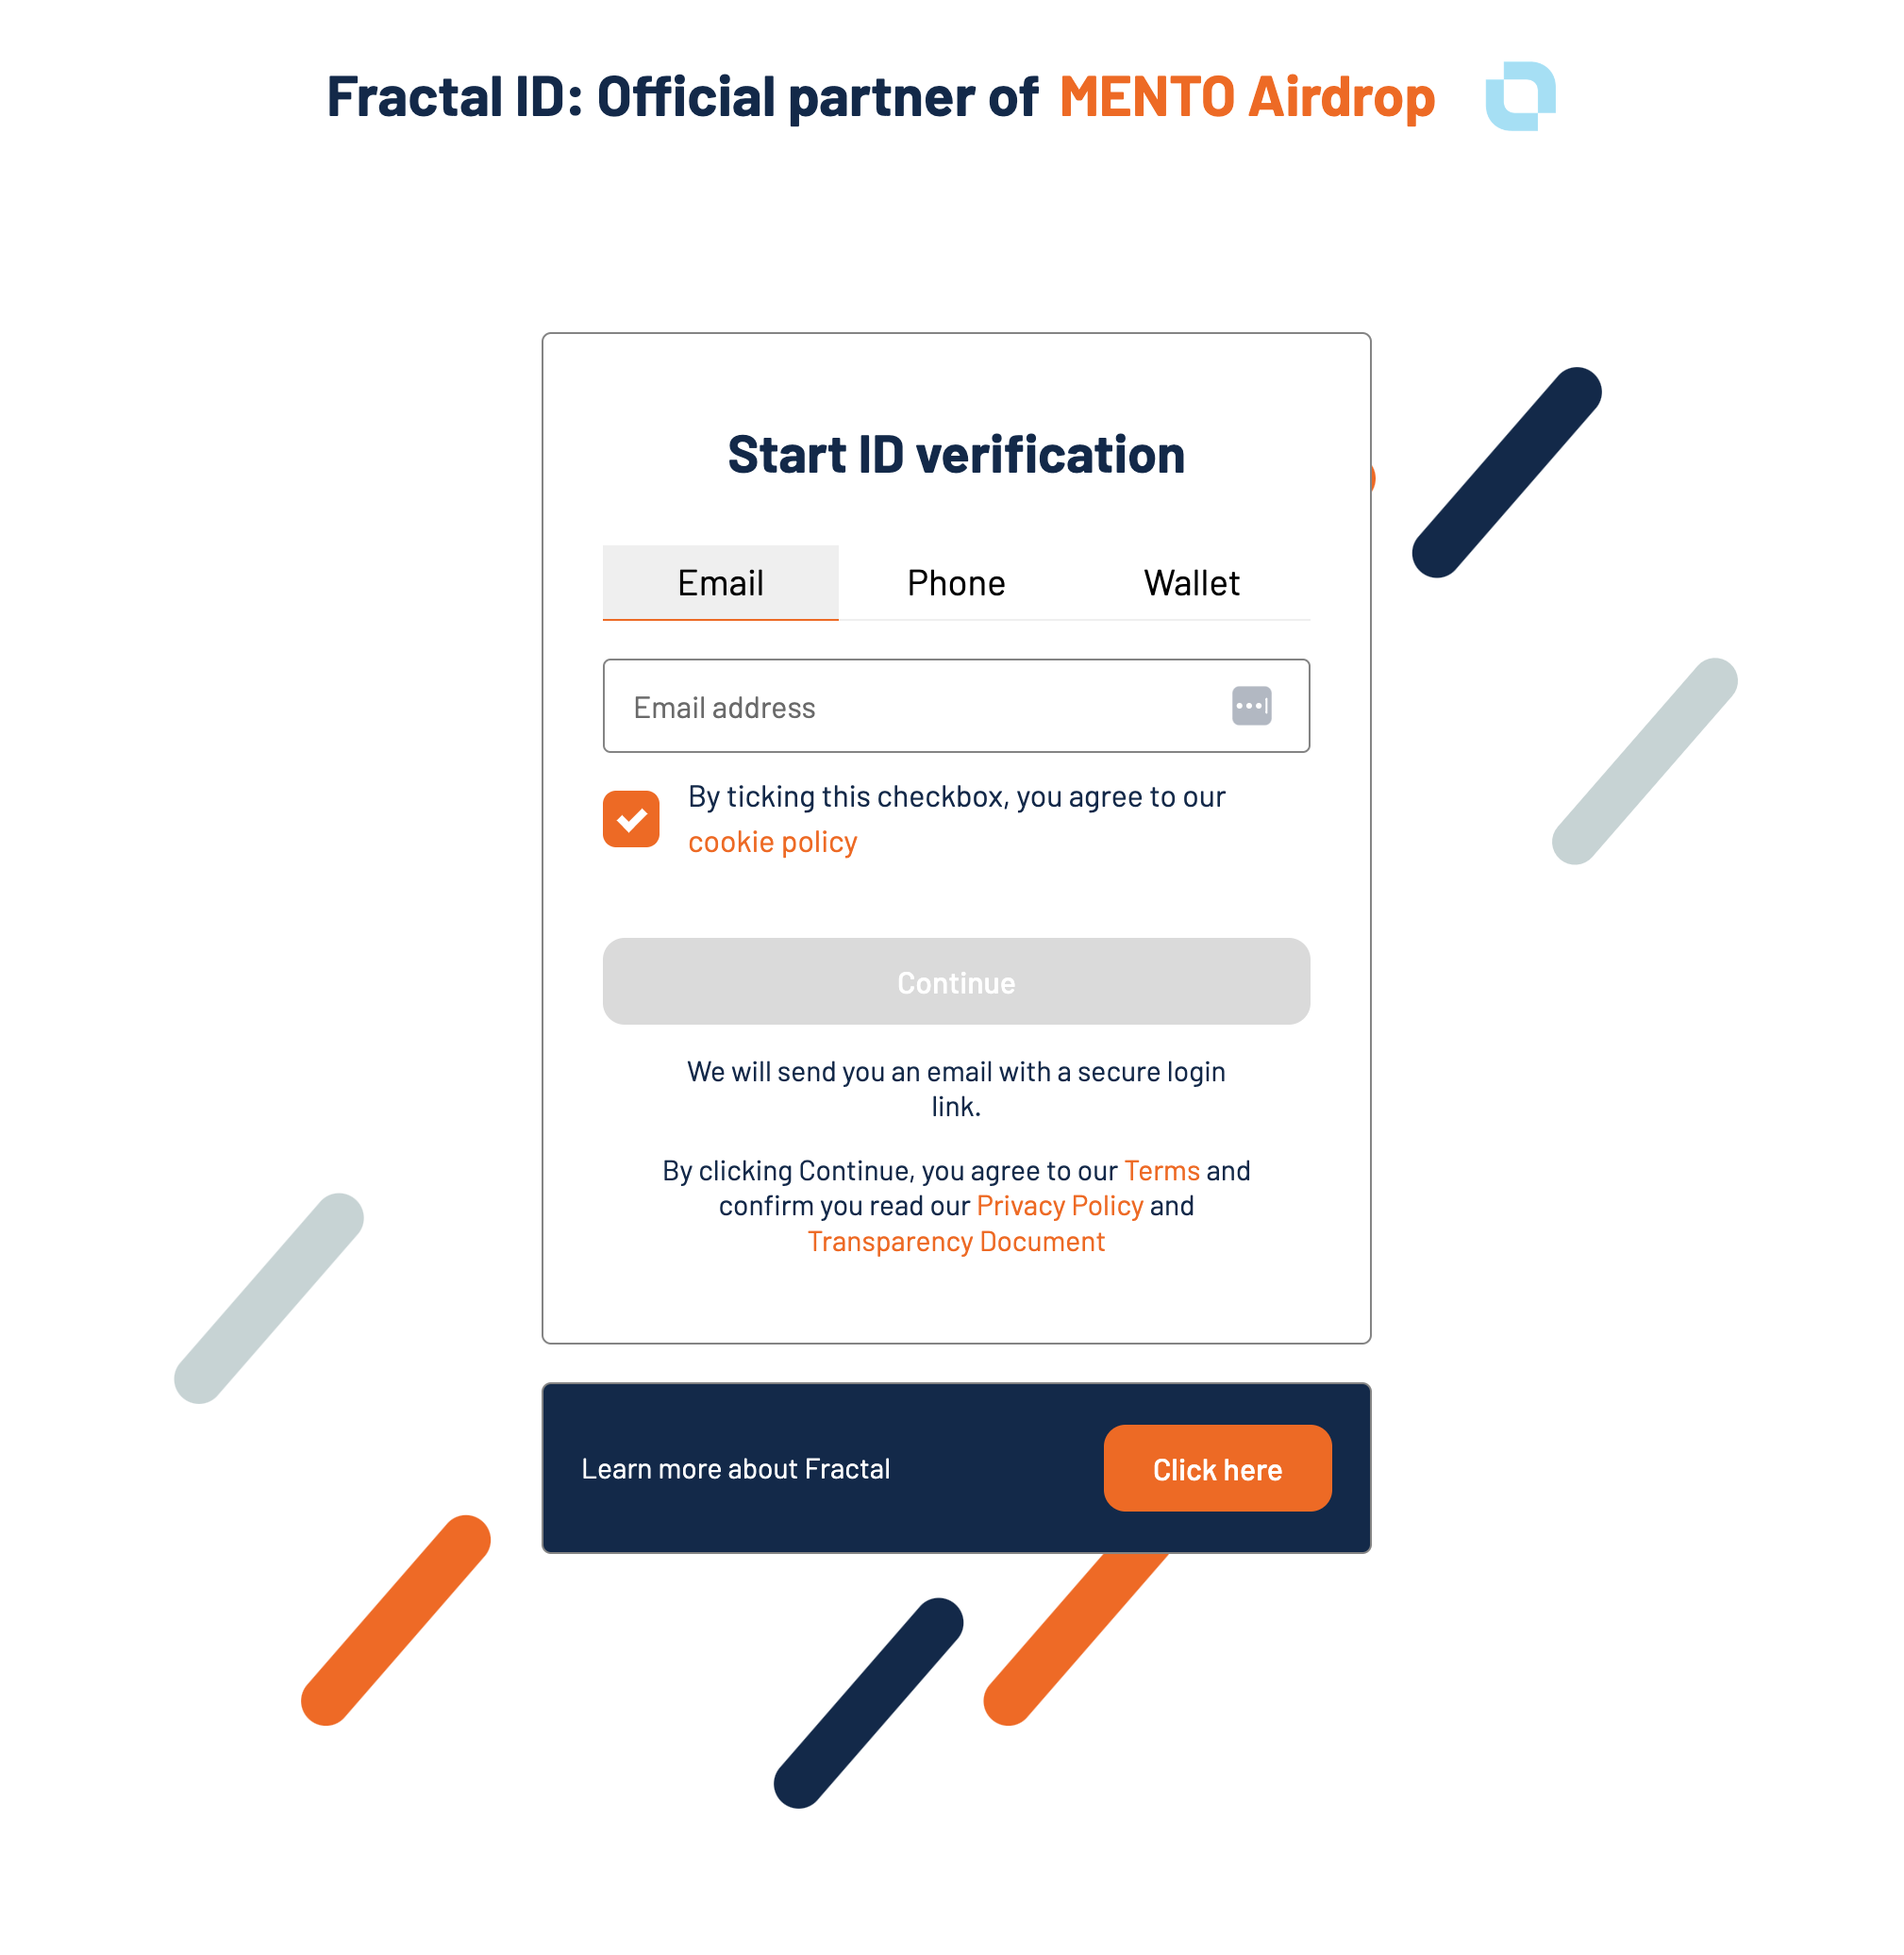 Fractal ID: Official partner of MENTO Airdrop
Start ID verification
Email Phone Wallet
Email address
By ticking this checkbox, you agree to our
cookie policy
Continue
We will send you an email with a secure login
link.
By clicking Continue, you agree to our Terms and
confirm you read our Privacy Policy and
Transparency Document
Learn more about Fractal Click here